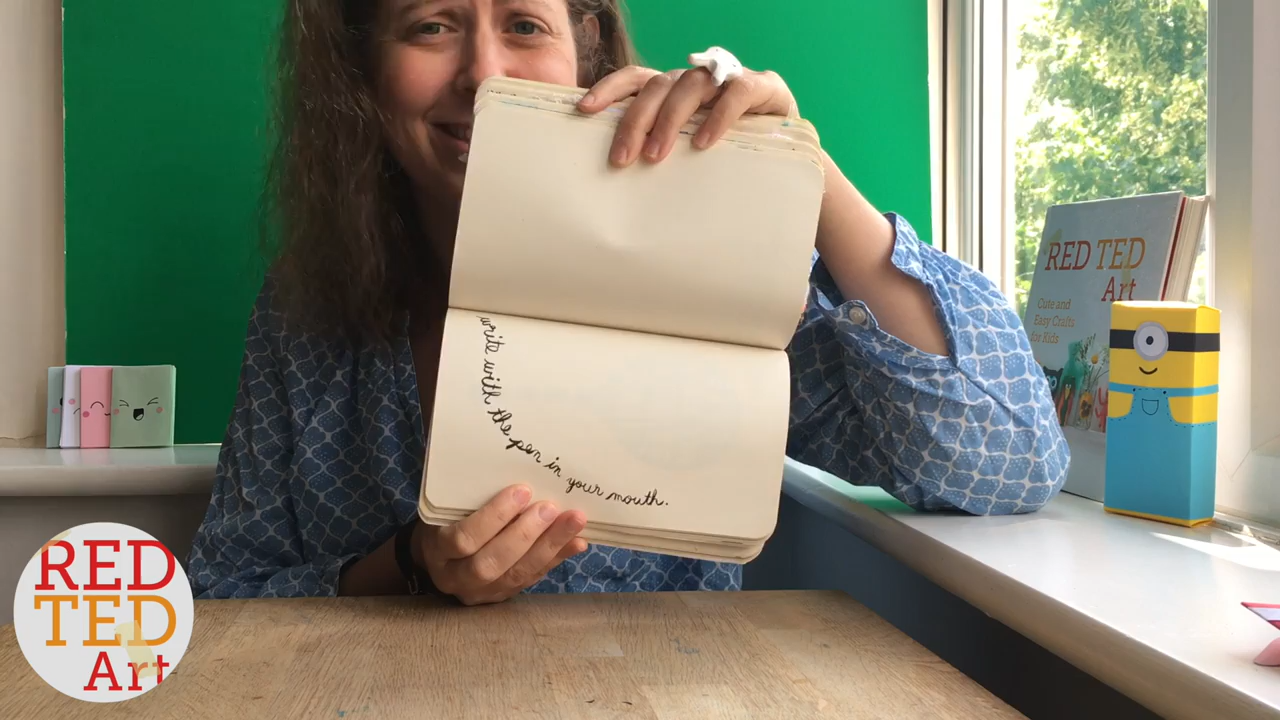 write with the pen in your mouth.
RED TED
Art
Cute and
Easy Crafts
for Kids
RED
TED
Art